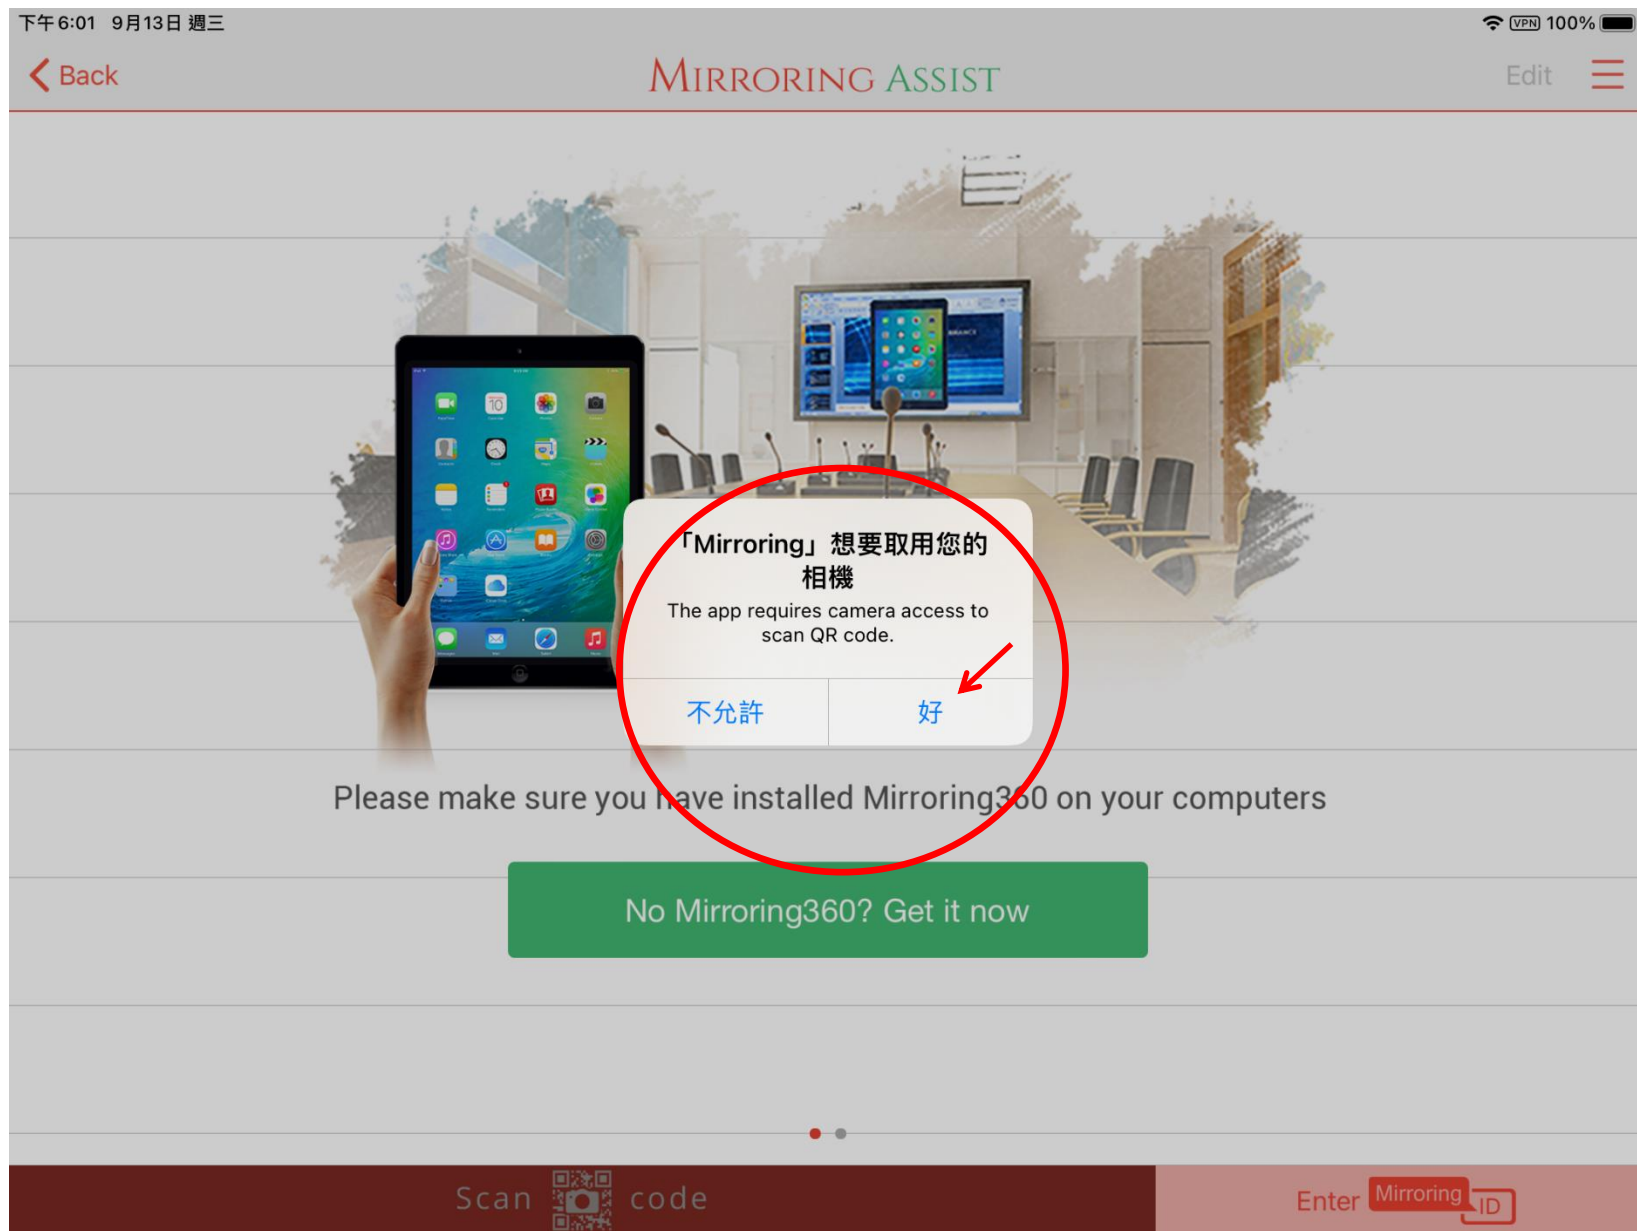 下午6:01 9月13日 週三
VPN 100%
Back
MIRRORING ASSIST
Edit
「Mirroring」想要取用您的
相機
The app requires camera access to
scan QR code.
不允許
好
Please make sure you have installed Mirroring360 on your computers
No Mirroring360? Get it now
Scan code
Enter Mirroring ID